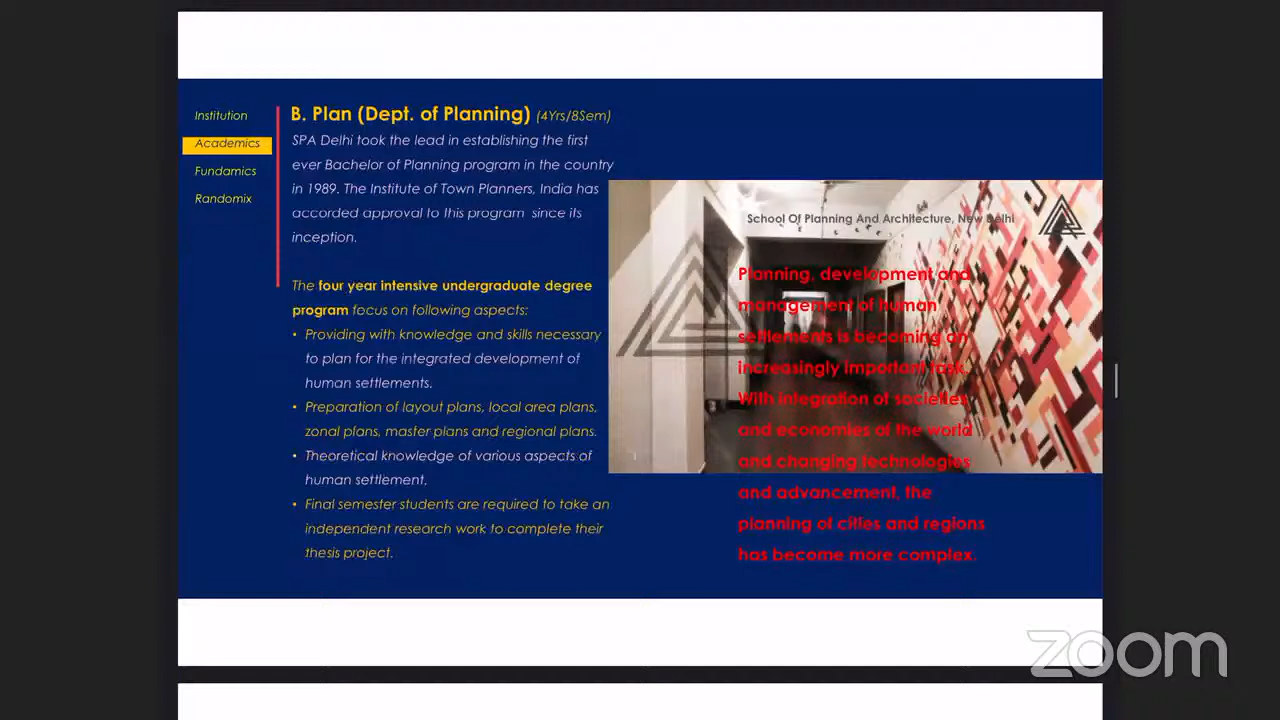 Institution
Academics
Fundamics
Randomix
B. Plan (Dept. of Planning) (4Yrs/8Sem)
SPA Delhi took the lead in establishing the first
ever Bachelor of Planning program in the country
in 1989. The Institute of Town Planners, India has
accorded approval to this program since its
inception.
The four year intensive undergraduate degree
program focus on following aspects:
• Providing with knowledge and skills necessary
to plan for the integrated development of
human settlements.
• Preparation of layout plans, local area plans,
zonal plans, master plans and regional plans.
• Theoretical knowledge of various aspects of
human settlement.
• Final semester students are required to take an
independent research work to complete their
thesis project.
School Of Planning And Architecture, New Delhi
Planning, development and
management of human
settlements is becoming an
increasingly important task.
With integration of societies
and economies of the world
and changing technologies
and advancement, the
planning of cities and regions
has become more complex.
zoom